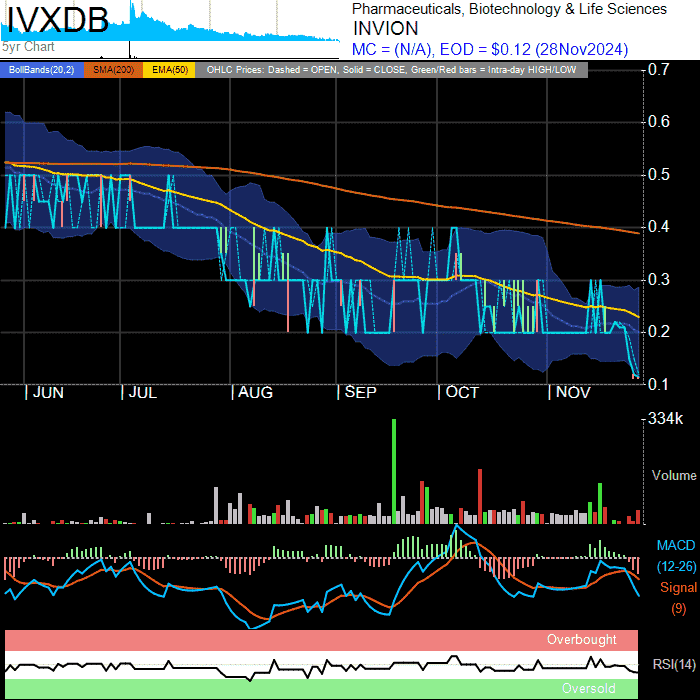 IVXDB
5yr Chart
Pharmaceuticals, Biotechnology & Life Sciences
INVION
MC = (N/A), EOD = $0.12 (28Nov2024)
BollBands(20,2) SMA(200) EMA(50) OHLC Prices: Dashed = OPEN, Solid = CLOSE, Green/Red bars = Intra-day HIGH/LOW
0.7
0.6
0.5
0.4
0.3
0.2
0.1
JUN JUL AUG SEP OCT NOV
334k
Volume
MACD
(12-26)
Signal
(9)
Overbought
RSI(14)
Oversold